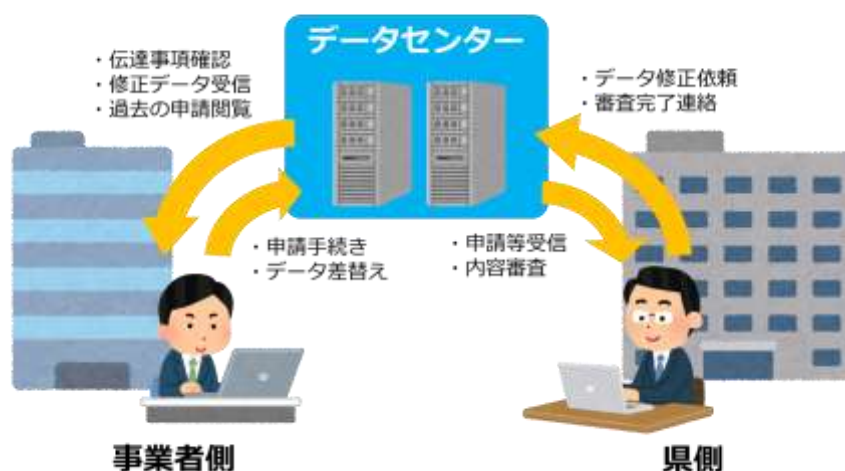 データセンター
・伝達事項確認
・修正データ受信
・過去の申請閲覧
・データ修正依頼
・審査完了連絡
・申請手続き
・データ差替え
・申請等受信
・内容審査
事業者側
県側